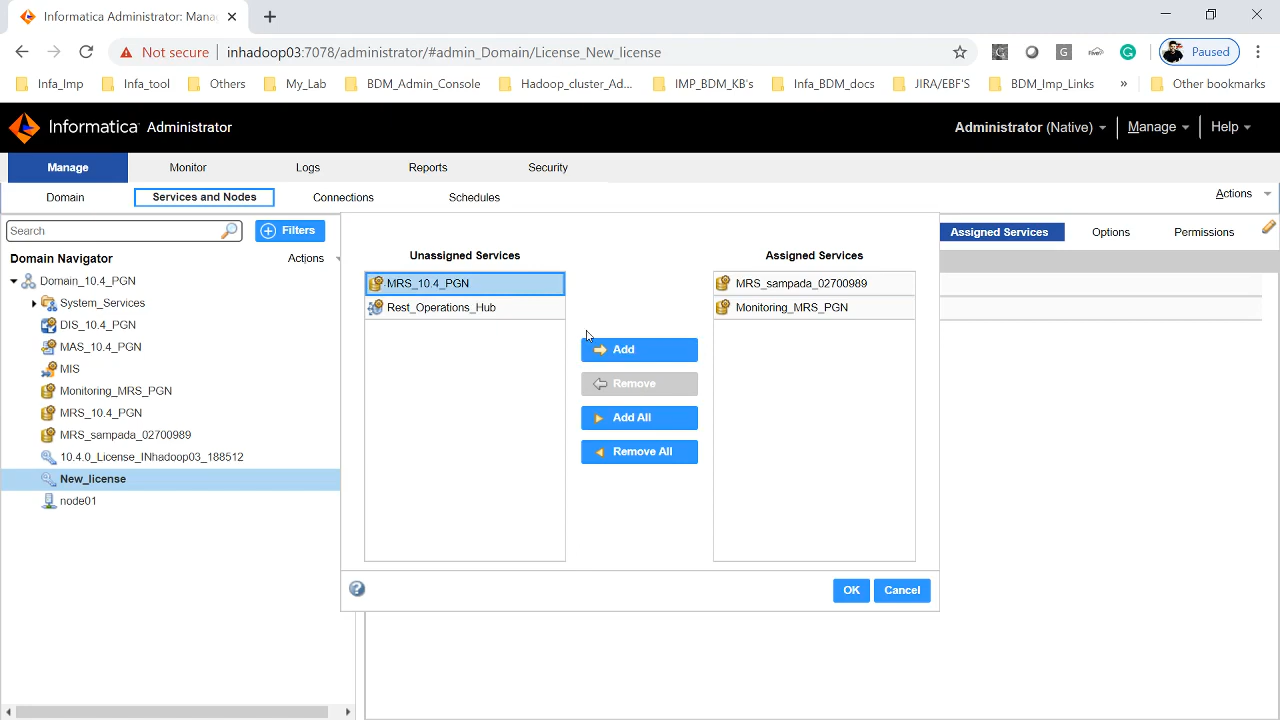 Informatica Administrator: Mana
Not secure
inhadoop03:7078/administrator/#admin_Domain/License_New_license
Paused
Infa_Imp
Infa_tool
Others
My_Lab
BDM_Admin_Console
Hadoop_cluster_Ad...
IMP_BDM_KB's
Infa_BDM_docs
JIRA/EBF'S
BDM_Imp_Links
»
Other bookmarks
Informatica Administrator
Administrator (Native)
Manage
Help
Manage
Monitor
Logs
Reports
Security
Domain
Services and Nodes
Connections
Schedules
Actions
Search
Filters
Assigned Services
Options
Permissions
Domain Navigator
Actions
Domain_10.4_PGN
System_Services
DIS_10.4_PGN
MAS_10.4_PGN
MIS
Monitoring_MRS_PGN
MRS_10.4_PGN
MRS_sampada_02700989
10.4.0_License_INhadoop03_188512
New_license
node01
Unassigned Services
MRS_10.4_PGN
Rest_Operations_Hub
Add
Remove
Add All
Remove All
Assigned Services
MRS_sampada_02700989
Monitoring_MRS_PGN
?
OK
Cancel